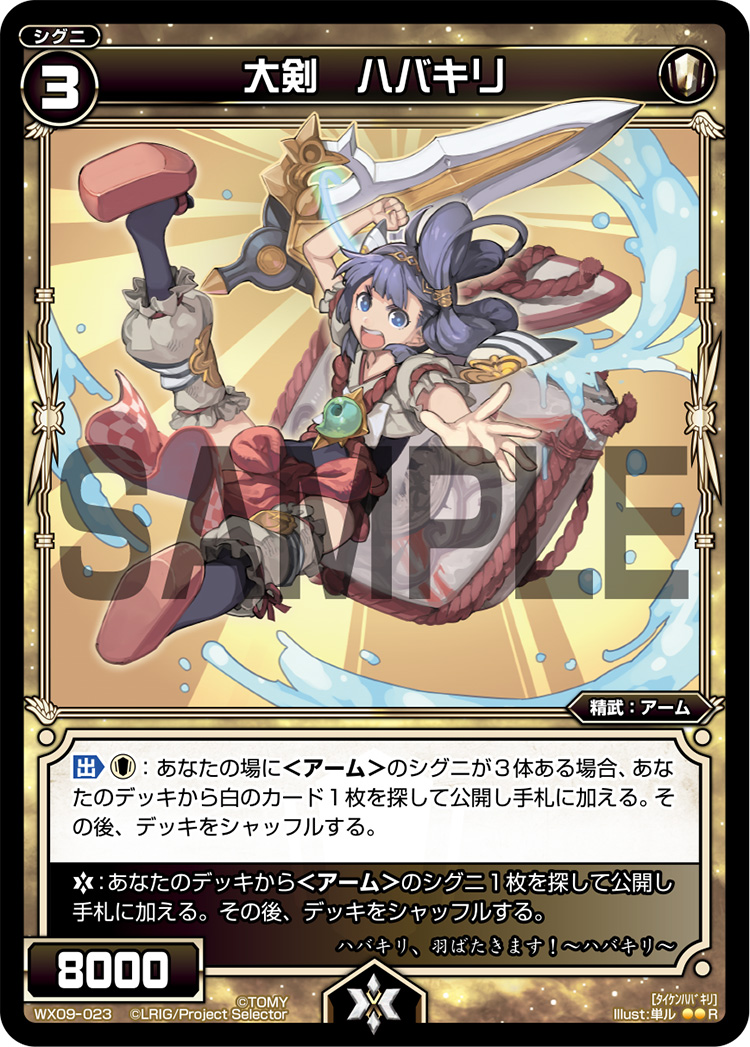 シグニ
3
大剣　ハバキリ
SAMPLE
精武：アーム
出：あなたの場に＜アーム＞のシグニが３体ある場合、あな
たのデッキから白のカード１枚を探して公開し手札に加える。そ
の後、デッキをシャッフルする。
：あなたのデッキから＜アーム＞のシグニ１枚を探して公開し
手札に加える。その後、デッキをシャッフルする。
ハバキリ、羽ばたきます！～ハバキリ～
8000
WX09-023 ©LRIG/Project Selector
©TOMY
[ﾀｲｹﾝﾊﾊﾞｷﾘ]
Illust:単ル R